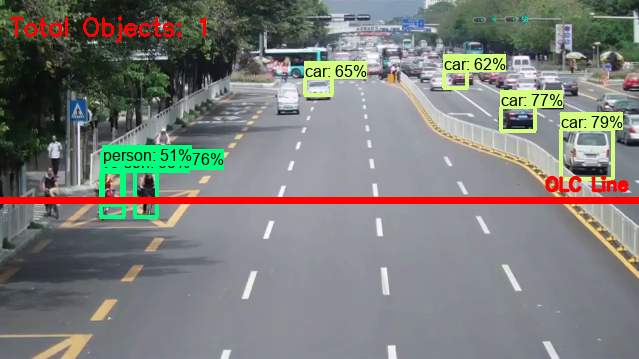 Total Objects: 1
car: 65%
car: 62%
car: 77%
car: 79%
person: 51%
76%
OLC Line